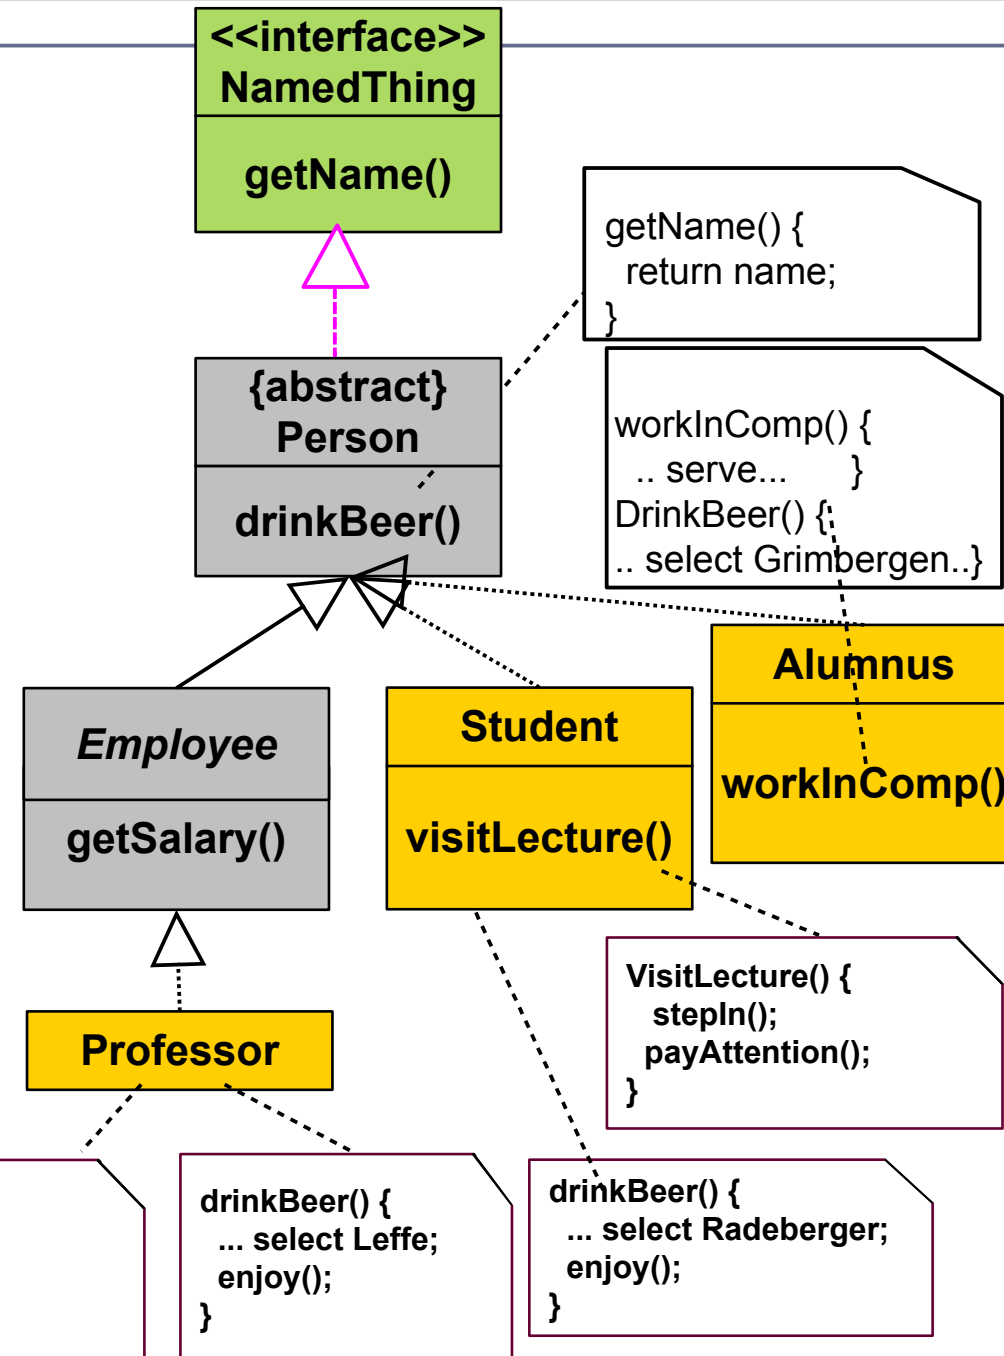 <<interface>>
NamedThing
getName()
getName() {
return name;
}
{abstract}
Person
drinkBeer()
workInComp() {
.. serve... }
DrinkBeer() {
.. select Grimbergen..}
Alumnus
workInComp()
Employee
getSalary()
Student
visitLecture()
VisitLecture() {
stepIn();
payAttention();
}
Professor
drinkBeer() {
... select Leffe;
enjoy();
}
drinkBeer() {
... select Radeberger;
enjoy();
}